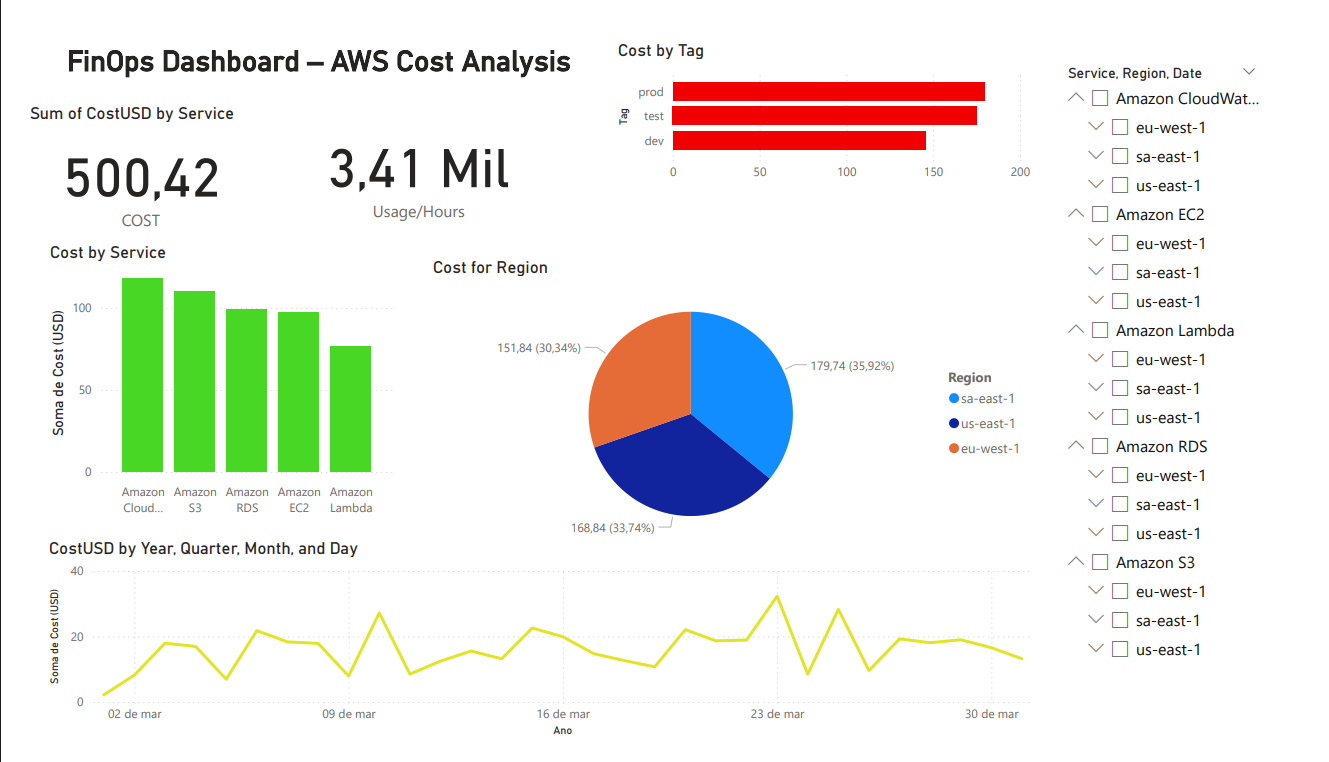 FinOps Dashboard – AWS Cost Analysis
Sum of CostUSD by Service
500,42
COST
3,41 Mil
Usage/Hours
Cost by Tag
Tag
prod
test
dev
0 50 100 150 200
Cost by Service
Soma de Cost (USD)
100
50
0
Amazon Cloud...
Amazon S3
Amazon RDS
Amazon EC2
Amazon Lambda
Cost for Region
151,84 (30,34%)
179,74 (35,92%)
168,84 (33,74%)
Region
sa-east-1
us-east-1
eu-west-1
CostUSD by Year, Quarter, Month, and Day
Soma de Cost (USD)
40
20
0
02 de mar 09 de mar 16 de mar 23 de mar 30 de mar
Ano
Service, Region, Date
Amazon CloudWat...
eu-west-1
sa-east-1
us-east-1
Amazon EC2
eu-west-1
sa-east-1
us-east-1
Amazon Lambda
eu-west-1
sa-east-1
us-east-1
Amazon RDS
eu-west-1
sa-east-1
us-east-1
Amazon S3
eu-west-1
sa-east-1
us-east-1